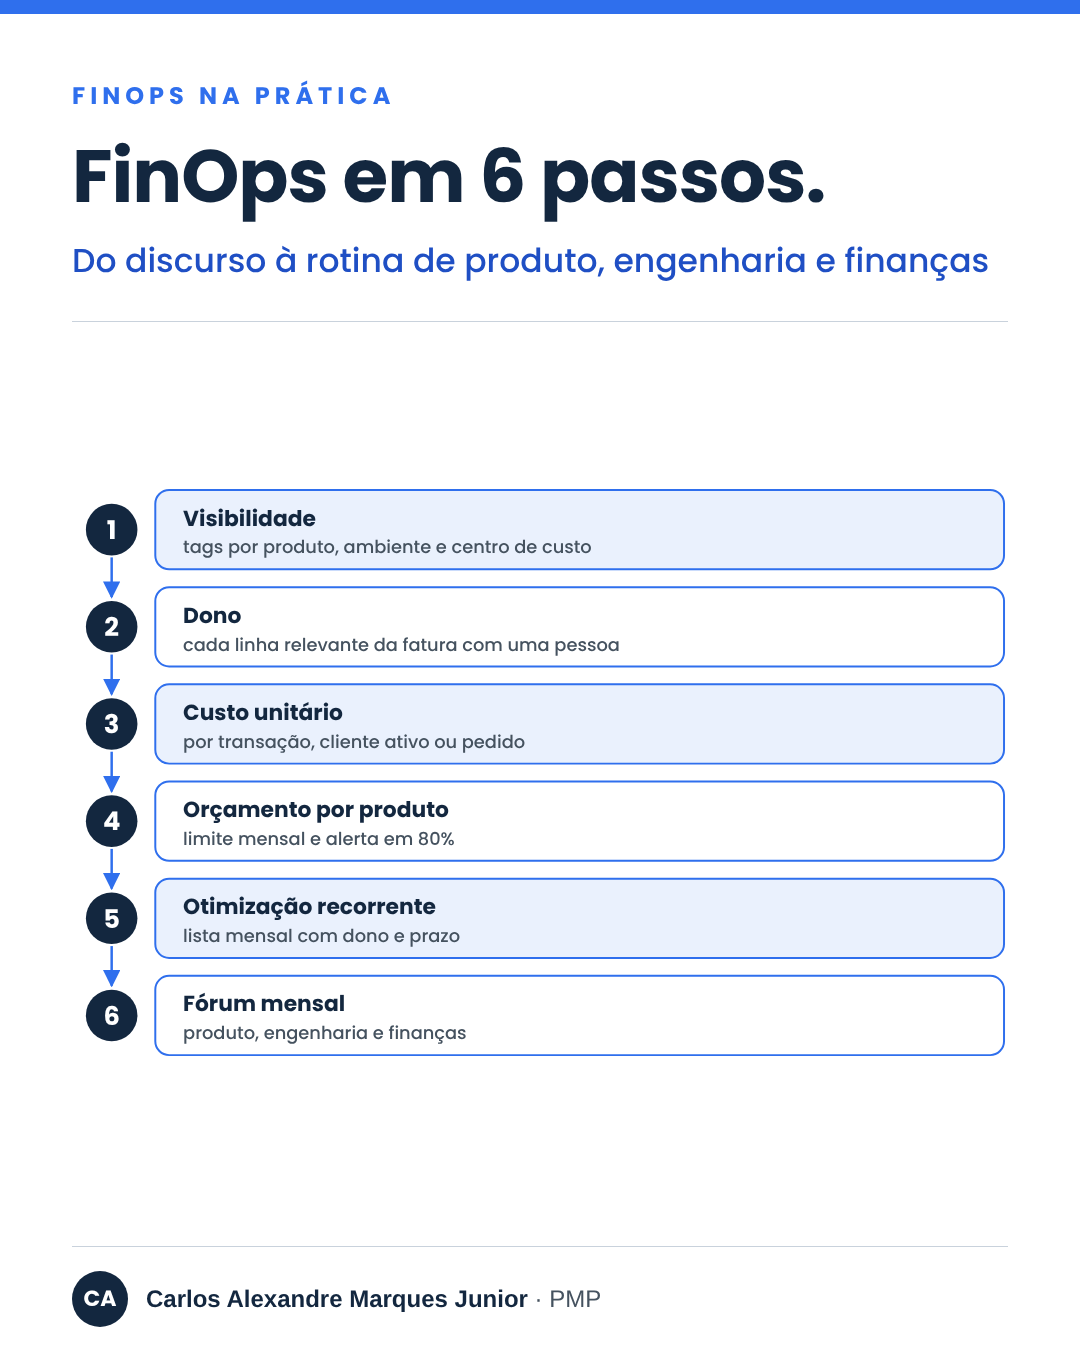 FINOPS NA PRÁTICA
FinOps em 6 passos.
Do discurso à rotina de produto, engenharia e finanças
1
Visibilidade
tags por produto, ambiente e centro de custo
2
Dono
cada linha relevante da fatura com uma pessoa
3
Custo unitário
por transação, cliente ativo ou pedido
4
Orçamento por produto
limite mensal e alerta em 80%
5
Otimização recorrente
lista mensal com dono e prazo
6
Fórum mensal
produto, engenharia e finanças
CA
Carlos Alexandre Marques Junior · PMP